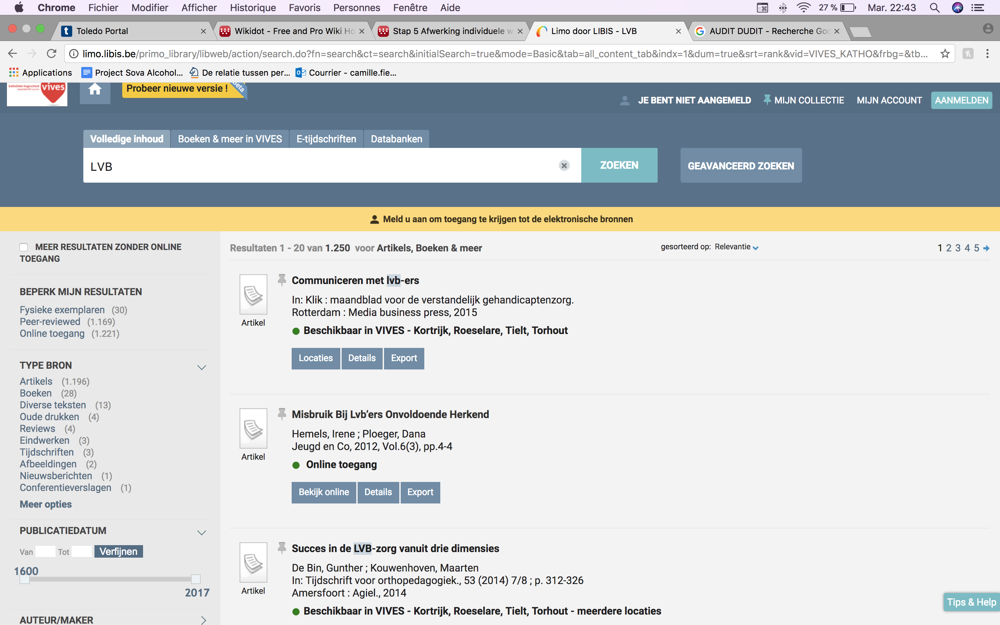 Chrome Fichier Modifier Afficher Historique Favoris Personnes Fenêtre Aide 27 % Mar. 22:43
Toledo Portal
Wikidot - Free and Pro Wiki Ho
Stap 5 Afwerking individuele w
Limo door LIBIS - LVB
AUDIT DUDIT - Recherche Goo
limo.libis.be/primo_library/libweb/action/search.do?fn=search&ct=search&initialSearch=true&mode=Basic&tab=all_content_tab&indx=1&dum=true&srt=rank&vid=VIVES_KATHO&frbg=&tb...
Applications
Project Sova Alcohol...
De relatie tussen per...
Courrier - camille.fie...
katholieke hogeschool
vives
Probeer nieuwe versie !
Beta
JE BENT NIET AANGEMELD
MIJN COLLECTIE
MIJN ACCOUNT
AANMELDEN
Volledige inhoud
Boeken & meer in VIVES
E-tijdschriften
Databanken
LVB
ZOEKEN
GEAVANCEERD ZOEKEN
Meld u aan om toegang te krijgen tot de elektronische bronnen
MEER RESULTATEN ZONDER ONLINE
TOEGANG
BEPERK MIJN RESULTATEN
Fysieke exemplaren (30)
Peer-reviewed (1.169)
Online toegang (1.221)
TYPE BRON
Artikels (1.196)
Boeken (28)
Diverse teksten (13)
Oude drukken (4)
Reviews (4)
Eindwerken (3)
Tijdschriften (3)
Afbeeldingen (2)
Nieuwsberichten (1)
Conferentieverslagen (1)
Meer opties
PUBLICATIEDATUM
Van Tot Verfijnen
1600
2017
AUTEUR/MAKER
Resultaten 1 - 20 van 1.250 voor Artikels, Boeken & meer
gesorteerd op: Relevantie
1 2 3 4 5
Artikel
Communiceren met lvb-ers
In: Klik : maandblad voor de verstandelijk gehandicaptenzorg.
Rotterdam : Media business press, 2015
Beschikbaar in VIVES - Kortrijk, Roeselare, Tielt, Torhout
Locaties Details Export
Artikel
Misbruik Bij Lvb’ers Onvoldoende Herkend
Hemels, Irene ; Ploeger, Dana
Jeugd en Co, 2012, Vol.6(3), pp.4-4
Online toegang
Bekijk online Details Export
Artikel
Succes in de LVB-zorg vanuit drie dimensies
De Bin, Gunther ; Kouwenhoven, Maarten
In: Tijdschrift voor orthopedagogiek., 53 (2014) 7/8 ; p. 312-326
Amersfoort : Agiel., 2014
Beschikbaar in VIVES - Kortrijk, Roeselare, Tielt, Torhout - meerdere locaties
Tips & Help